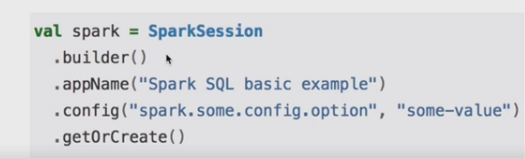 val spark = SparkSession
.builder()
.appName("Spark SQL basic example")
.config("spark.some.config.option", "some-value")
.getOrCreate()